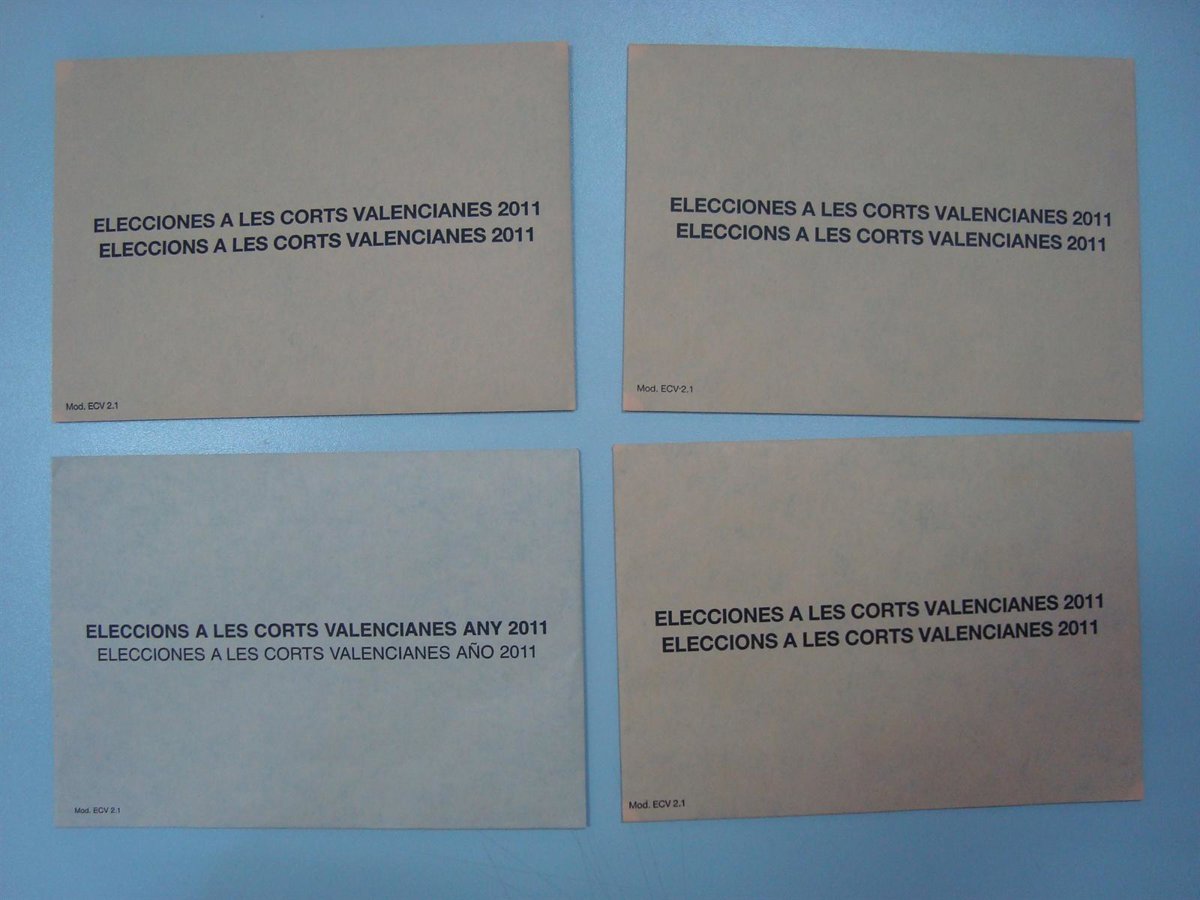 ELECCIONES A LES CORTS VALENCIANES 2011
ELECCIONS A LES CORTS VALENCIANES 2011
Mod. ECV 2.1
ELECCIONES A LES CORTS VALENCIANES 2011
ELECCIONS A LES CORTS VALENCIANES 2011
Mod. ECV 2.1
ELECCIONS A LES CORTS VALENCIANES ANY 2011
ELECCIONES A LES CORTS VALENCIANES AÑO 2011
Mod. ECV 2.1
ELECCIONES A LES CORTS VALENCIANES 2011
ELECCIONS A LES CORTS VALENCIANES 2011
Mod. ECV 2.1